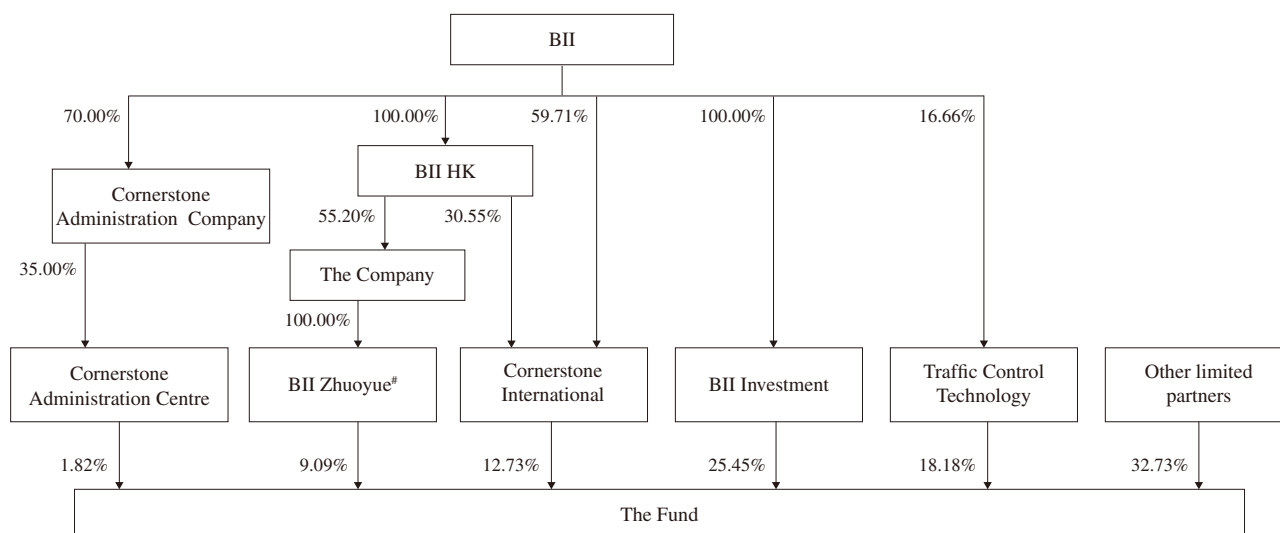 BII
70.00%
100.00%
59.71%
100.00%
16.66%
BII HK
Cornerstone
Administration Company
55.20%
30.55%
35.00%
The Company
100.00%
Cornerstone
Administration Centre
BII Zhuoyue#
Cornerstone
International
BII Investment
Traffic Control
Technology
Other limited
partners
1.82%
9.09%
12.73%
25.45%
18.18%
32.73%
The Fund